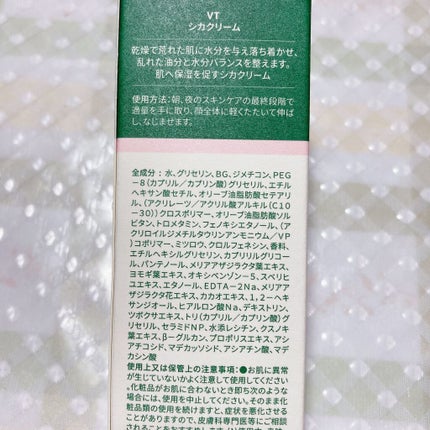 VT
シカクリーム
乾燥で荒れた肌に水分を与え落ち着かせ、
乱れた油分と水分バランスを整えます。
肌へ保湿を促すシカクリーム
使用方法：朝、夜のスキンケアの最終段階で
適量を手に取り、顔全体に軽くたたいて伸ば
し、なじませます。
全成分：水、グリセリン、BG、ジメチコン、PEG
－8（カプリル/カプリン酸）グリセリル、エチル
ヘキサン酸セチル、オリーブ油脂肪酸セテアリ
ル、（アクリレーツ/アクリル酸アルキル（C10
－30））クロスポリマー、オリーブ油脂肪酸ソル
ビタン、トロメタミン、フェノキシエタノール、（ア
クリロイルジメチルタウリンアンモニウム/VP
）コポリマー、ミツロウ、クロルフェネシン、香料、
エチルヘキシルグリセリン、カプリリルグリコー
ル、パンテノール、メリアアザジラクタ葉エキス、
ヨモギ葉エキス、オキシベンゾン-5、スベリヒ
ユエキス、エタノール、EDTA－2Na、メリアア
ザジラクタ花エキス、カカオエキス、1，2－ヘキ
サンジオール、ヒアルロン酸Na、デキストリン、
ツボクサエキス、トリ（カプリル/カプリン酸）グ
リセリル、セラミドNP、水添レシチン、クスノキ
葉エキス、β－グルカン、プロポリスエキス、アシ
アチコシド、マデカッソシド、アシアチン酸、マデ
カシン酸
使用上又は保管上の注意事項：●お肌に異常
が生じていないかよく注意して使用してください。
化粧品がお肌に合わないとき即ち次のような
場合には、使用を中止してください。そのまま化
粧品類の使用を続けますと、症状を悪化させる
ことがありますので、皮膚科専門医等にご相談
されることをおすすめします。